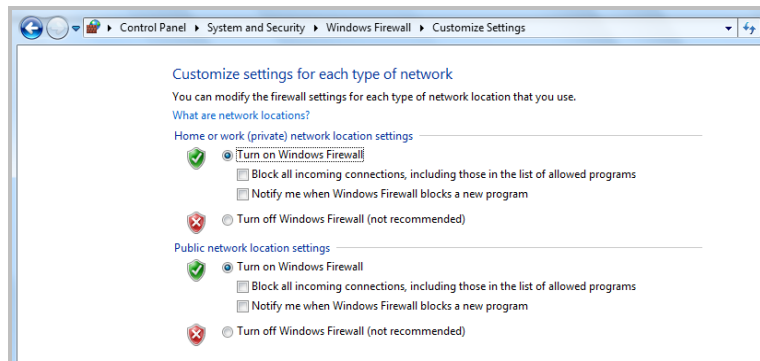 Control Panel ▸ System and Security ▸ Windows Firewall ▸ Customize Settings
Customize settings for each type of network
You can modify the firewall settings for each type of network location that you use.
What are network locations?
Home or work (private) network location settings
Turn on Windows Firewall
Block all incoming connections, including those in the list of allowed programs
Notify me when Windows Firewall blocks a new program
Turn off Windows Firewall (not recommended)
Public network location settings
Turn on Windows Firewall
Block all incoming connections, including those in the list of allowed programs
Notify me when Windows Firewall blocks a new program
Turn off Windows Firewall (not recommended)